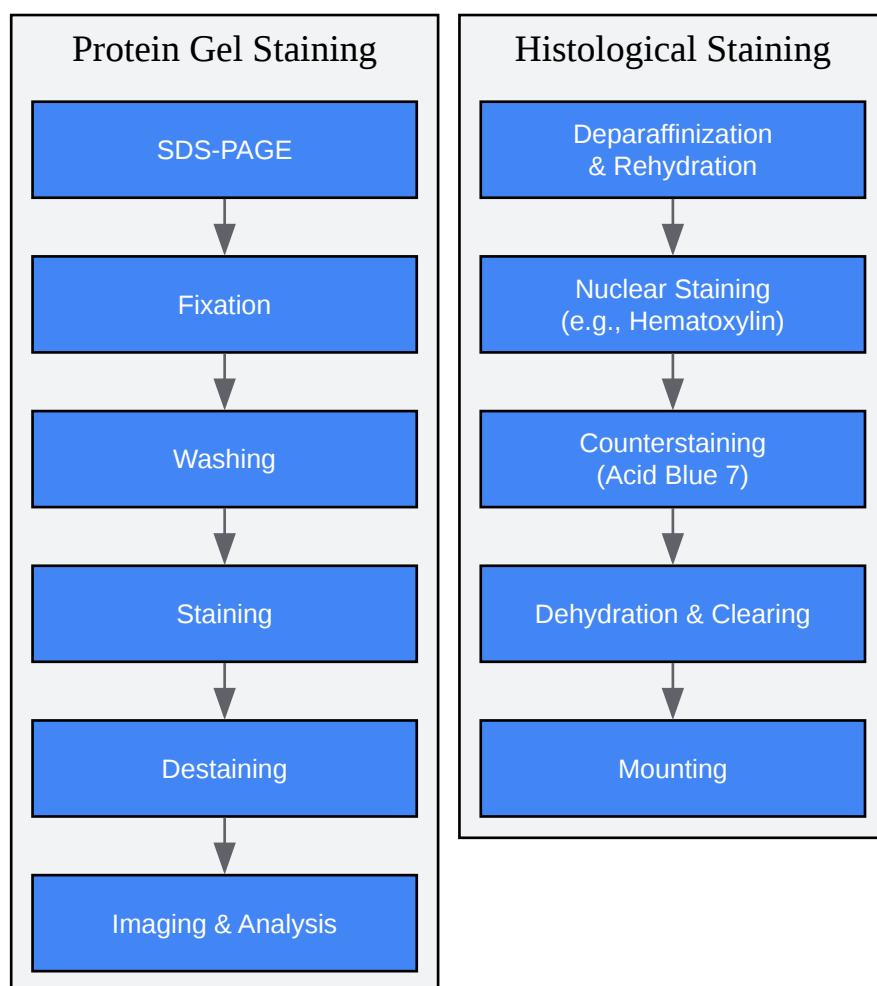 Protein Gel Staining
SDS-PAGE
Fixation
Washing
Staining
Destaining
Imaging & Analysis
Histological Staining
Deparaffinization
& Rehydration
Nuclear Staining
(e.g., Hematoxylin)
Counterstaining
(Acid Blue 7)
Dehydration & Clearing
Mounting